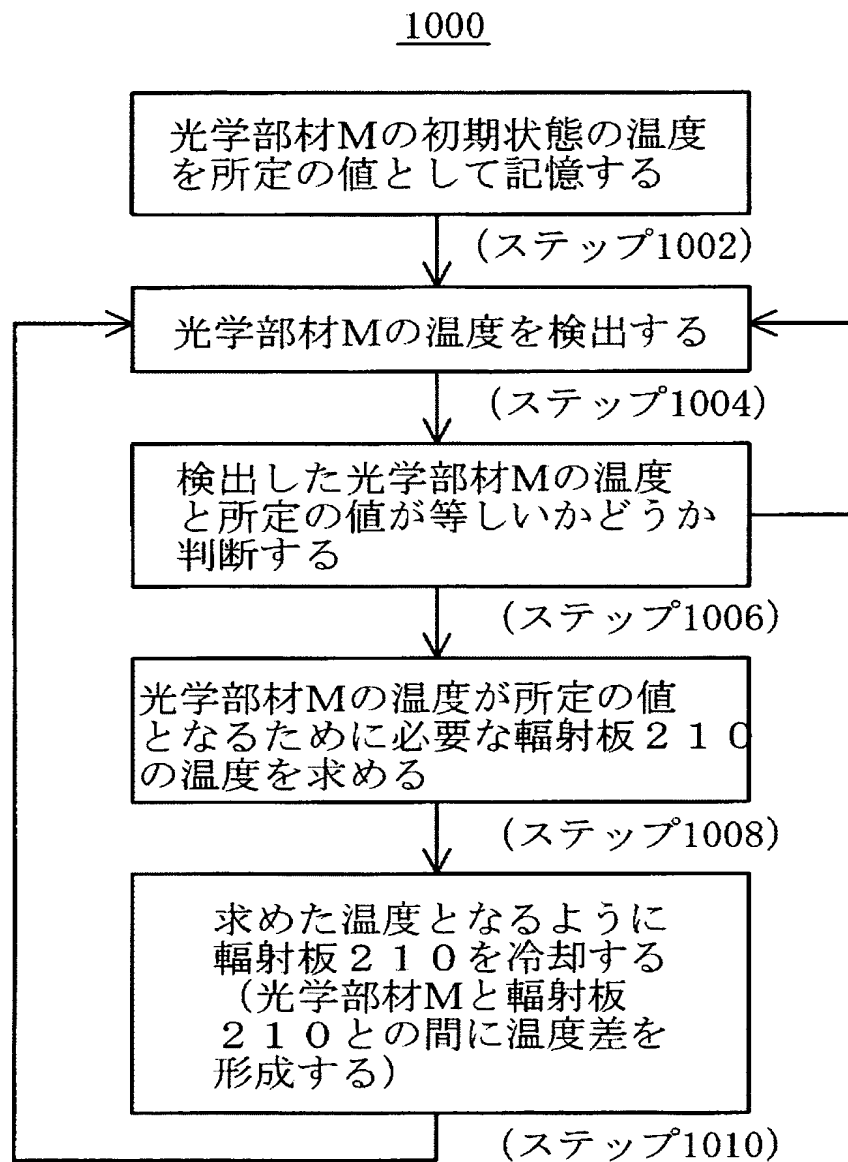 1000
光学部材Mの初期状態の温度
を所定の値として記憶する
(ステップ1002)
光学部材Mの温度を検出する
(ステップ1004)
検出した光学部材Mの温度
と所定の値が等しいかどうか
判断する
(ステップ1006)
光学部材Mの温度が所定の値
となるために必要な輻射板２１０
の温度を求める
(ステップ1008)
求めた温度となるように
輻射板２１０を冷却する
(光学部材Mと輻射板
２１０との間に温度差を
形成する)
(ステップ1010)